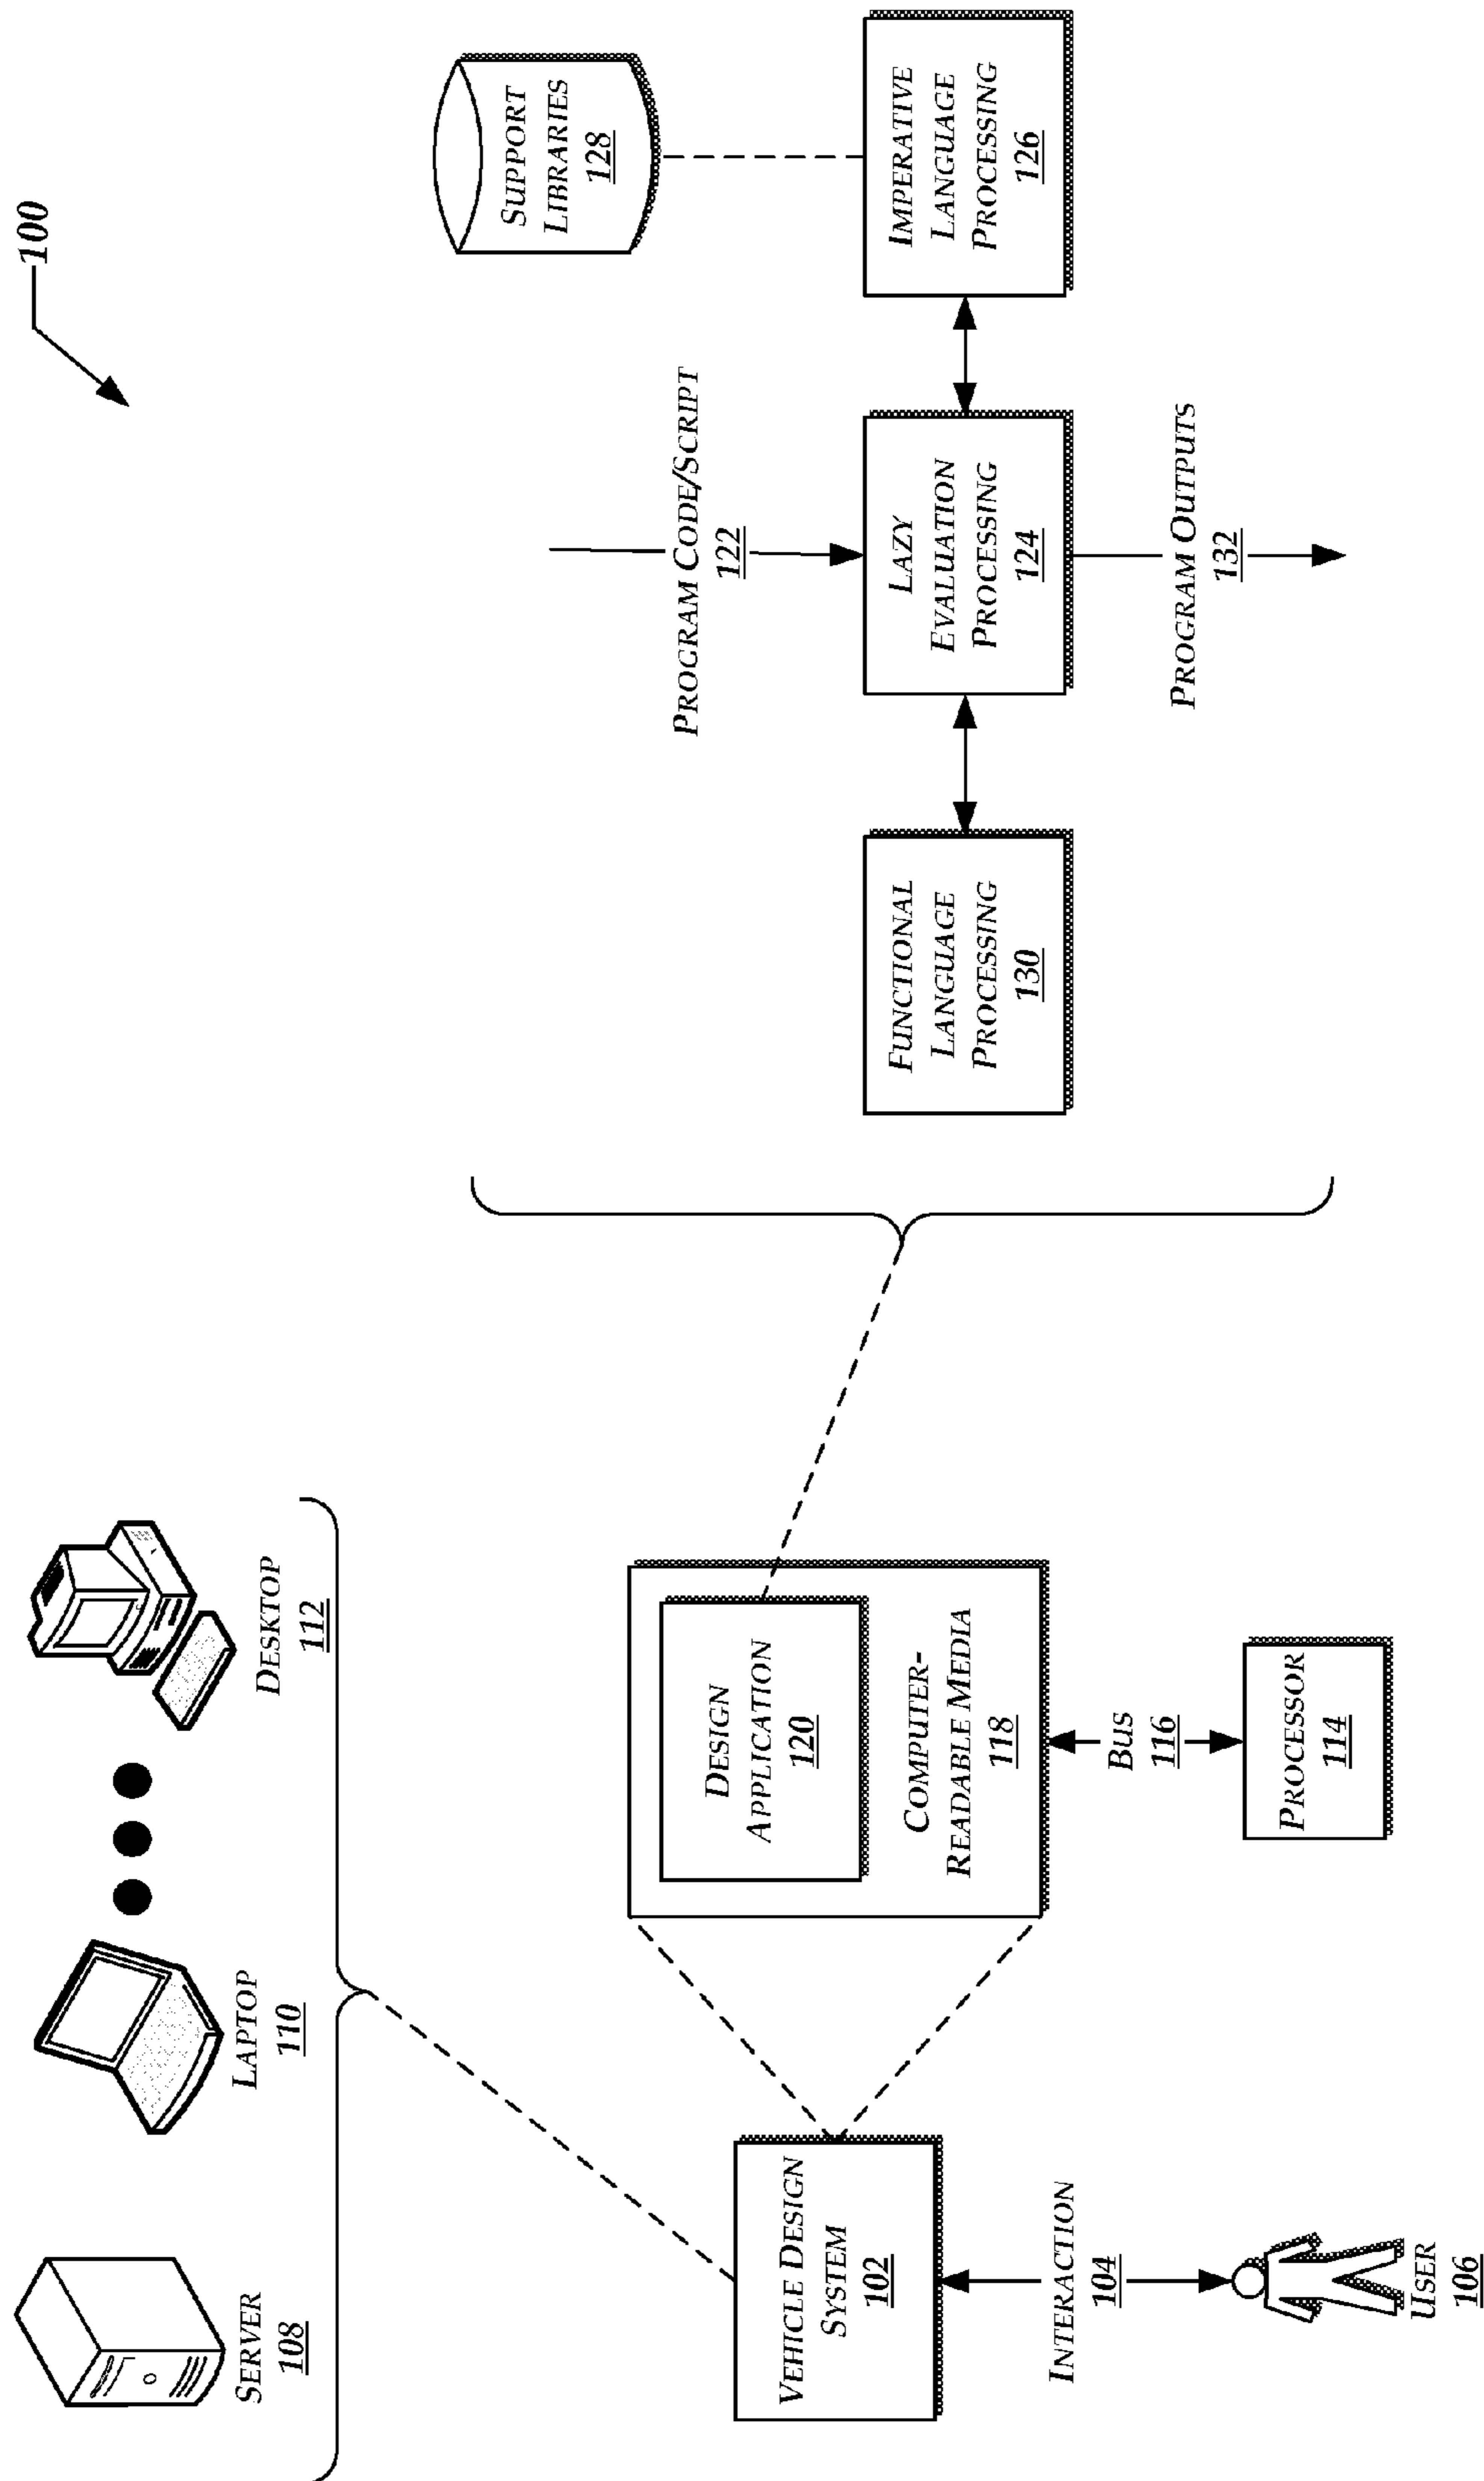 100
SERVER
108
LAPTOP
110
DESKTOP
112
VEHICLE DESIGN
SYSTEM
102
INTERACTION
104
USER
106
DESIGN
APPLICATION
120
COMPUTER-
READABLE MEDIA
118
BUS
116
PROCESSOR
114
SUPPORT
LIBRARIES
128
PROGRAM CODE/SCRIPT
122
FUNCTIONAL
LANGUAGE
PROCESSING
130
LAZY
EVALUATION
PROCESSING
124
IMPERATIVE
LANGUAGE
PROCESSING
126
PROGRAM OUTPUTS
132